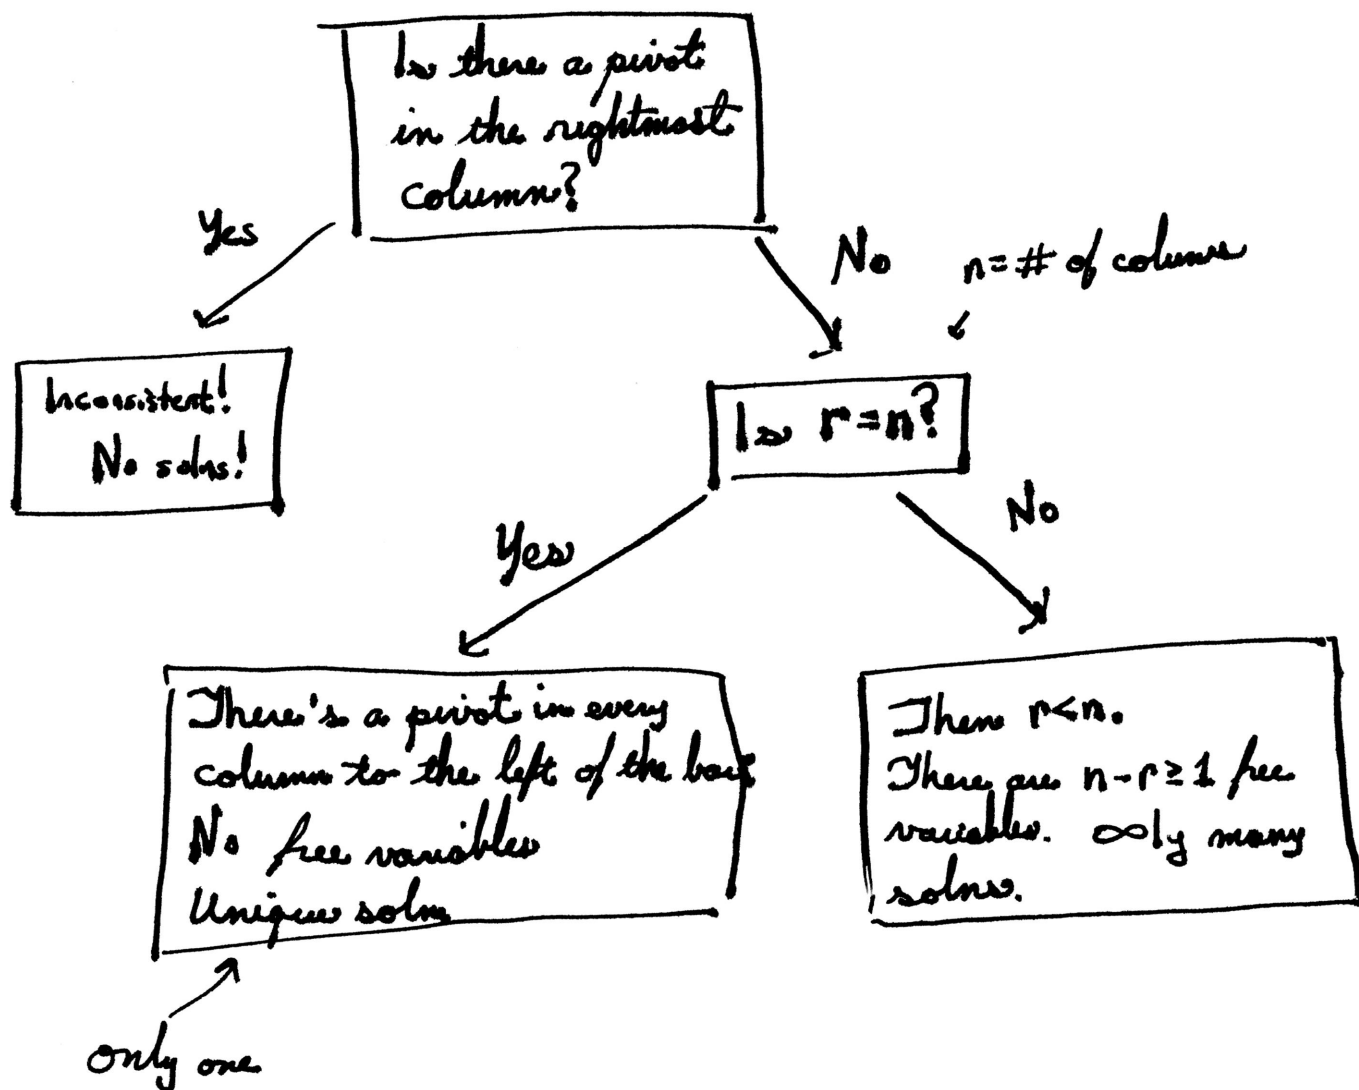 Is there a pivot
in the rightmost
column?
Yes
No
n = # of columns
Inconsistent!
No solns!
Is r=n?
Yes
No
There's a pivot in every
column to the left of the bar.
No free variables
Unique soln
only one
Then r<n.
There are n-r≥1 free
variables. ∞ly many
solns.